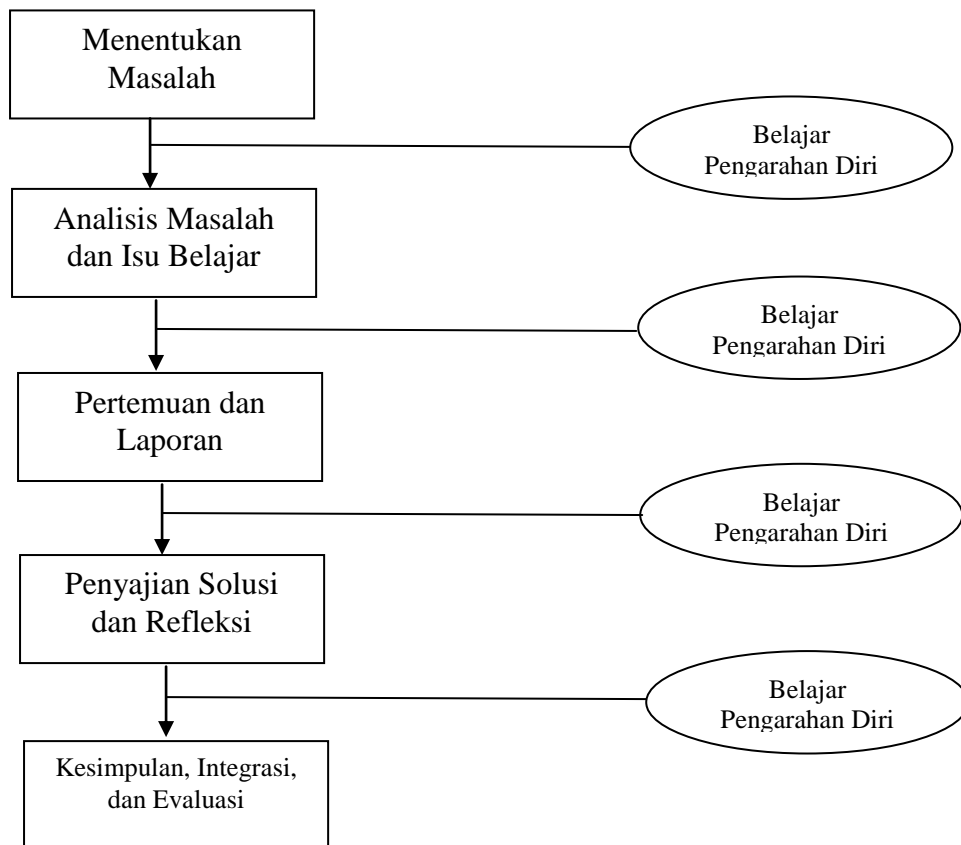 Menentukan
Masalah
Belajar
Pengarahan Diri
Analisis Masalah
dan Isu Belajar
Belajar
Pengarahan Diri
Pertemuan dan
Laporan
Belajar
Pengarahan Diri
Penyajian Solusi
dan Refleksi
Belajar
Pengarahan Diri
Kesimpulan, Integrasi,
dan Evaluasi